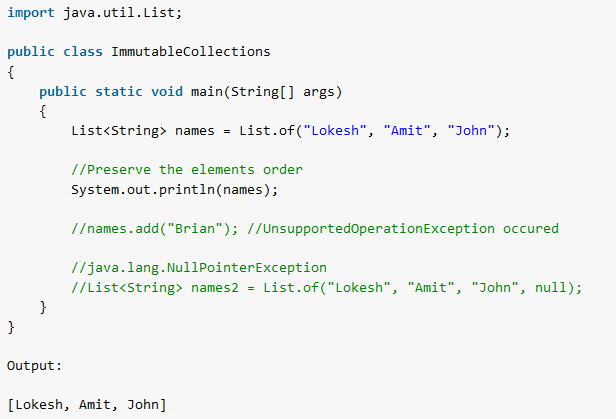 import java.util.List;
public class ImmutableCollections
{
    public static void main(String[] args)
    {
        List<String> names = List.of("Lokesh", "Amit", "John");
        //Preserve the elements order
        System.out.println(names);
        //names.add("Brian"); //UnsupportedOperationException occured
        //java.lang.NullPointerException
        //List<String> names2 = List.of("Lokesh", "Amit", "John", null);
    }
}
Output:
[Lokesh, Amit, John]